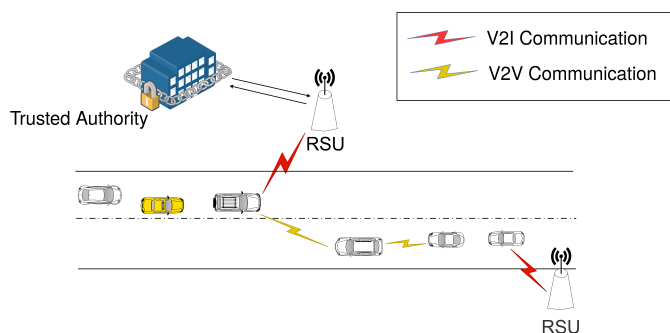 V2I Communication
V2V Communication
Trusted Authority
RSU
RSU